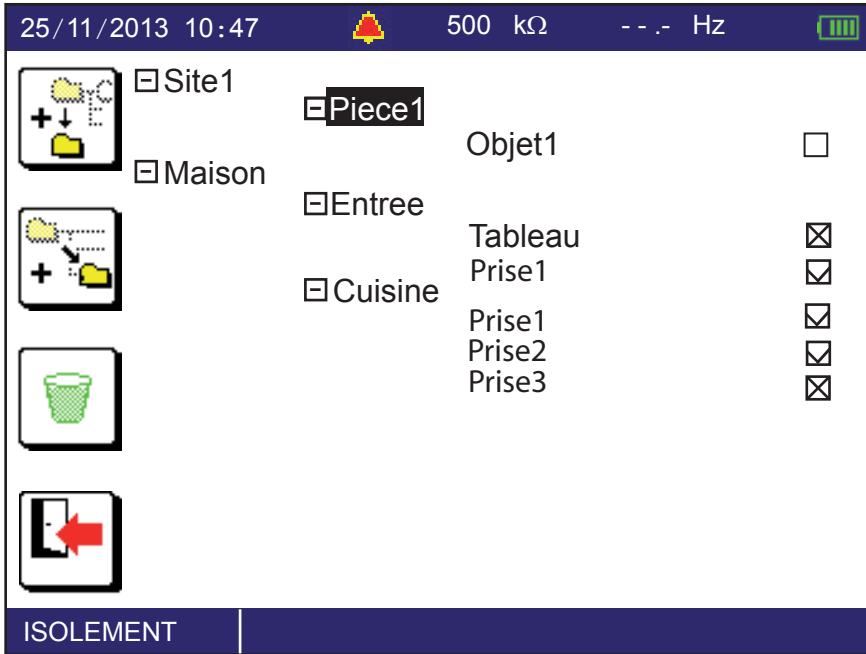 25/11/2013 10:47 500 kΩ - - .- Hz
Site1
Piece1
Objet1
Maison
Entree
Tableau
Prise1
Cuisine
Prise1
Prise2
Prise3
ISOLEMENT